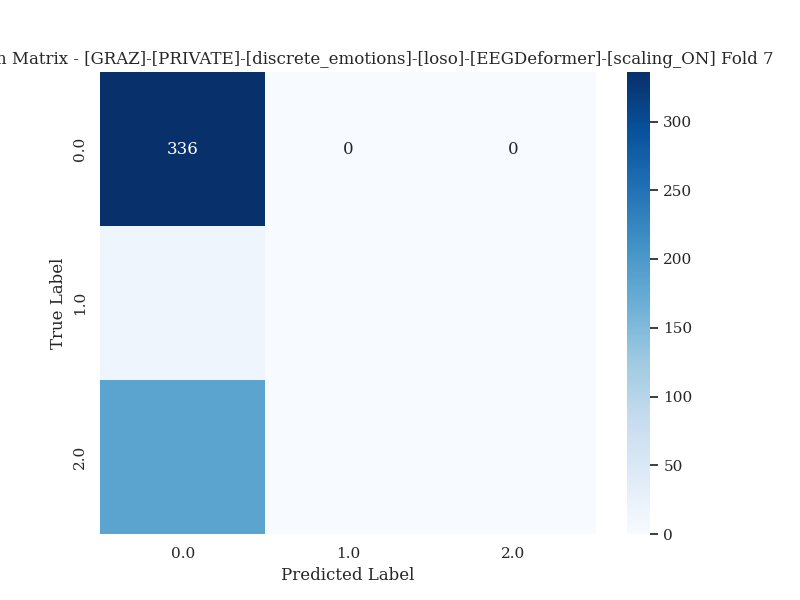 n Matrix - [GRAZ]-[PRIVATE]-[discrete_emotions]-[loso]-[EEGDeformer]-[scaling_ON] Fold 7
336 0 0
0.0
1.0
2.0
True Label
0.0 1.0 2.0
Predicted Label
300
250
200
150
100
50
0